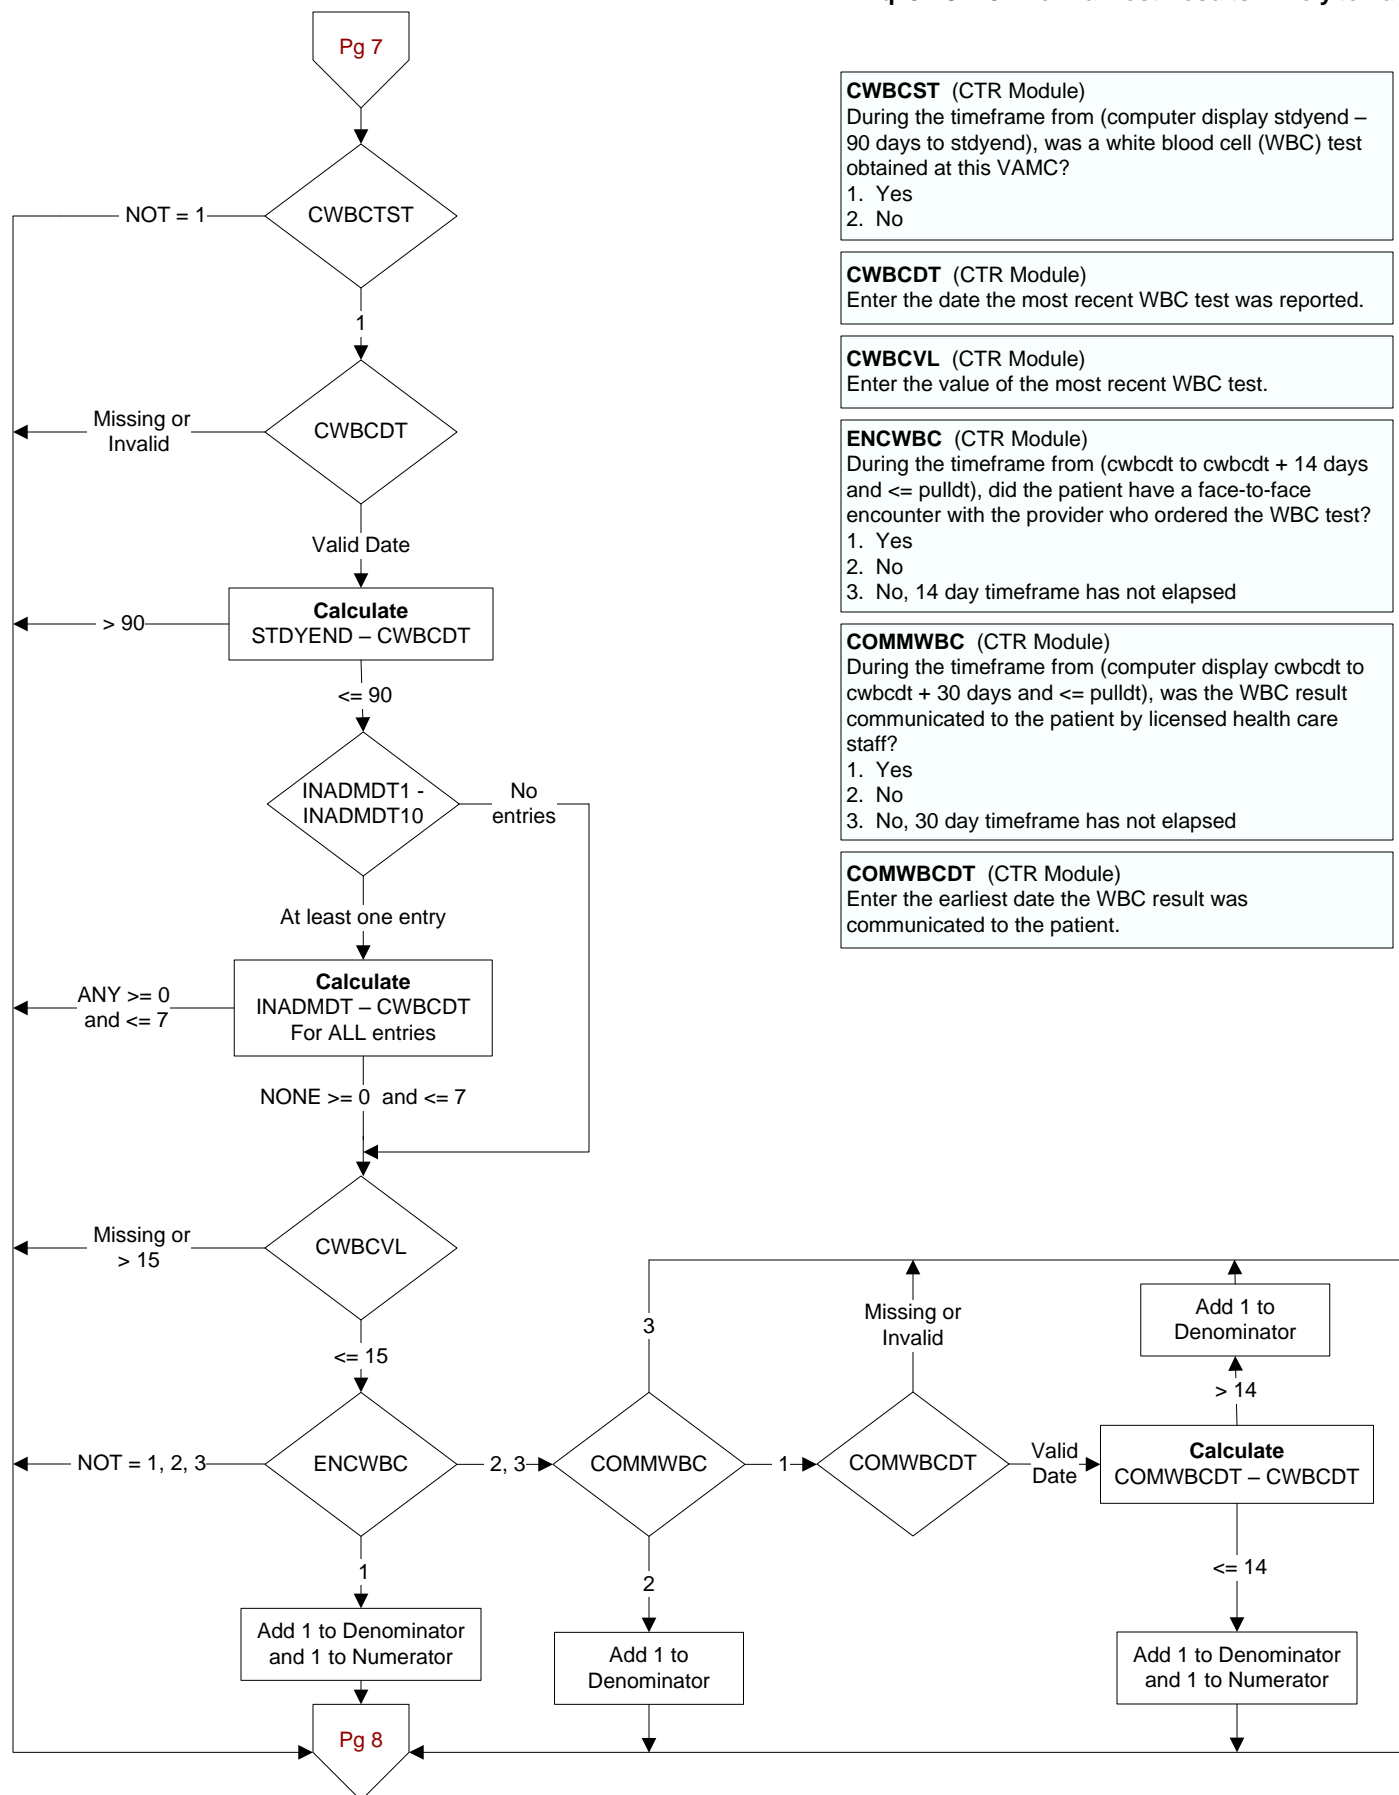 Pg 7
CWBCTST
NOT = 1
1
CWBCDT
Missing or
Invalid
Valid Date
Calculate
STDYEND – CWBCDT
> 90
<= 90
INADMDT1 -
INADMDT10
No
entries
At least one entry
Calculate
INADMDT – CWBCDT
For ALL entries
ANY >= 0
and <= 7
NONE >= 0 and <= 7
CWBCVL
Missing or
> 15
<= 15
ENCWBC
NOT = 1, 2, 3
2, 3
1
Add 1 to Denominator
and 1 to Numerator
Pg 8
COMMWBC
3
1
2
Add 1 to
Denominator
COMWBCDT
Missing or
Invalid
Valid
Date
Calculate
COMWBCDT – CWBCDT
> 14
Add 1 to
Denominator
<= 14
Add 1 to Denominator
and 1 to Numerator
CWBCST (CTR Module)
During the timeframe from (computer display stdyend –
90 days to stdyend), was a white blood cell (WBC) test
obtained at this VAMC?
1. Yes
2. No
CWBCDT (CTR Module)
Enter the date the most recent WBC test was reported.
CWBCVL (CTR Module)
Enter the value of the most recent WBC test.
ENCWBC (CTR Module)
During the timeframe from (cwbcdt to cwbcdt + 14 days
and <= pulldt), did the patient have a face-to-face
encounter with the provider who ordered the WBC test?
1. Yes
2. No
3. No, 14 day timeframe has not elapsed
COMMWBC (CTR Module)
During the timeframe from (computer display cwbcdt to
cwbcdt + 30 days and <= pulldt), was the WBC result
communicated to the patient by licensed health care
staff?
1. Yes
2. No
3. No, 30 day timeframe has not elapsed
COMWBCDT (CTR Module)
Enter the earliest date the WBC result was
communicated to the patient.